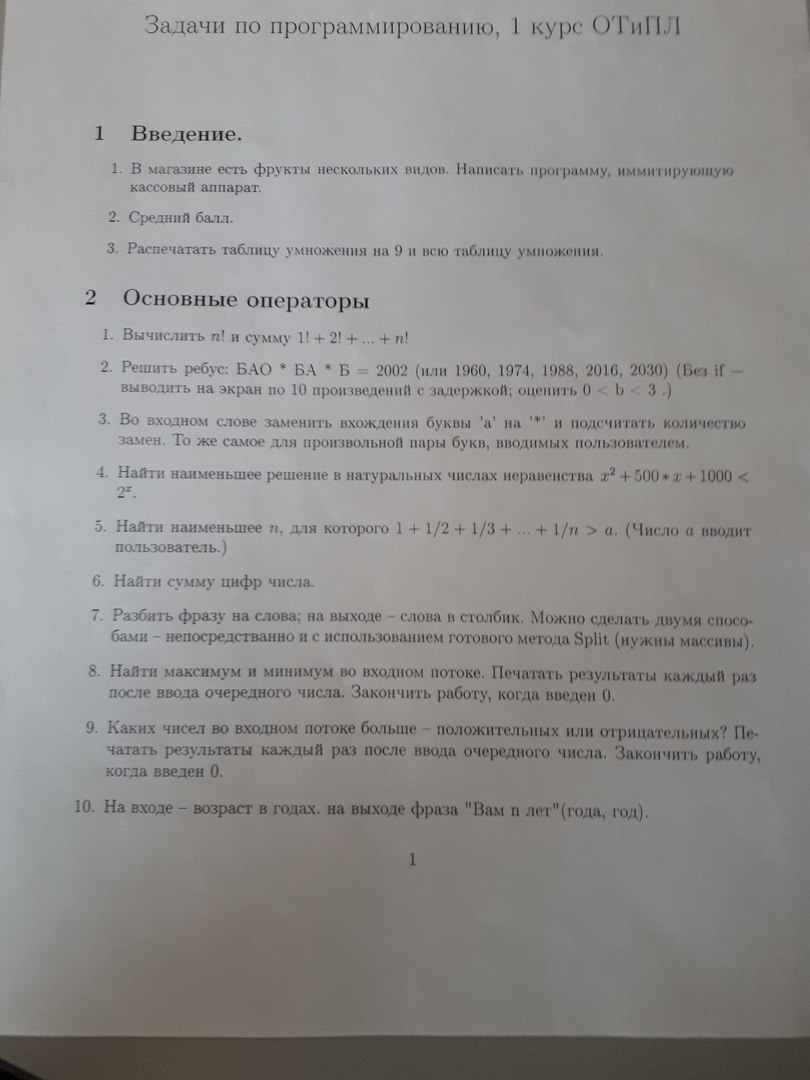 Задачи по программированию, 1 курс ОТиПЛ
1 Введение.
1. В магазине есть фрукты нескольких видов. Написать программу, иммитирующую
кассовый аппарат.
2. Средний балл.
3. Распечатать таблицу умножения на 9 и всю таблицу умножения.
2 Основные операторы
1. Вычислить n! и сумму 1! + 2! + ... + n!
2. Решить ребус: БАО * БА * Б = 2002 (или 1960, 1974, 1988, 2016, 2030) (Без if —
выводить на экран по 10 произведений с задержкой; оценить 0 < b < 3 .)
3. Во входном слове заменить вхождения буквы 'а' на '*' и подсчитать количество
замен. То же самое для произвольной пары букв, вводимых пользователем.
4. Найти наименьшее решение в натуральных числах неравенства x² + 500 * x + 1000 <
2ˣ.
5. Найти наименьшее n, для которого 1 + 1/2 + 1/3 + ... + 1/n > a. (Число a вводит
пользователь.)
6. Найти сумму цифр числа.
7. Разбить фразу на слова; на выходе – слова в столбик. Можно сделать двумя спосо-
бами – непосредстванно и с использованием готового метода Split (нужны массивы).
8. Найти максимум и минимум во входном потоке. Печатать результаты каждый раз
после ввода очередного числа. Закончить работу, когда введен 0.
9. Каких чисел во входном потоке больше – положительных или отрицательных? Пе-
чатать результаты каждый раз после ввода очередного числа. Закончить работу,
когда введен 0.
10. На входе – возраст в годах. на выходе фраза "Вам n лет"(года, год).
1